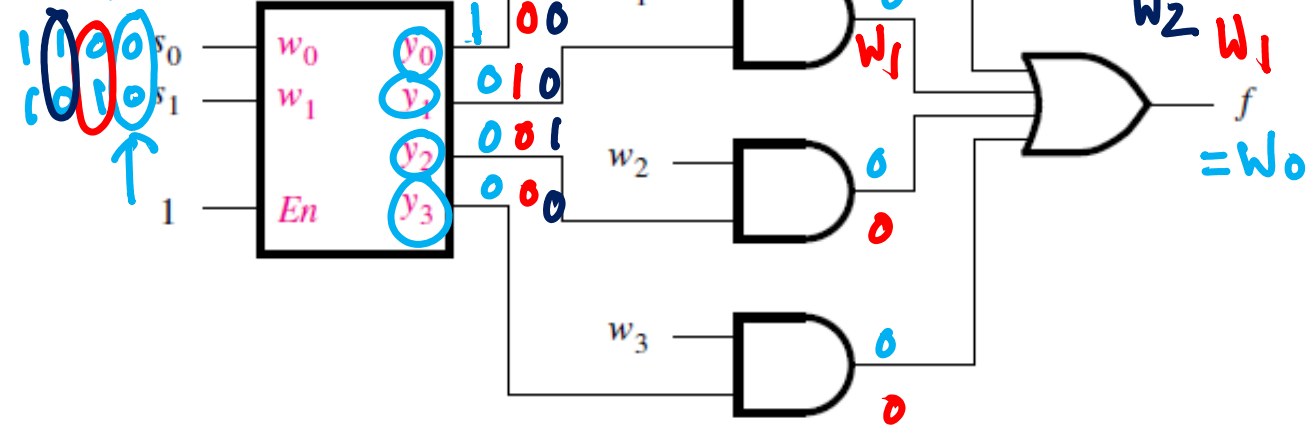 1 0 0
W₂
W₁
1 1 0 0 s₀ w₀ y₀
W₁
1 0 1 0 s₁ w₁ y₁ 0 1 0
f
y₂ 0 0 1
w₂
0
= W₀
1 En y₃ 0 0 0
0
w₃
0
0